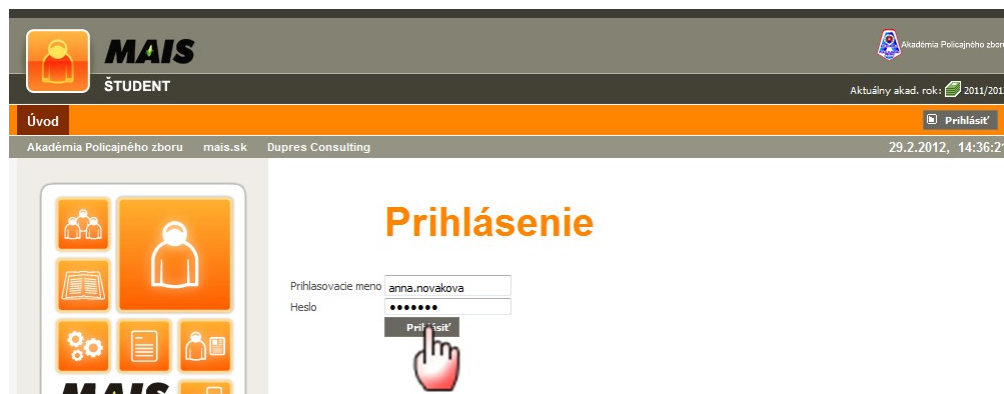 MAIS
ŠTUDENT
Akadémia Policajného zboru
Aktuálny akad. rok: 2011/201
Úvod
Prihlásiť
Akadémia Policajného zboru mais.sk Dupres Consulting
29.2.2012, 14:36:21
Prihlásenie
Prihlasovacie meno anna.novakova
Heslo •••••••
Prihlásiť
MAIS